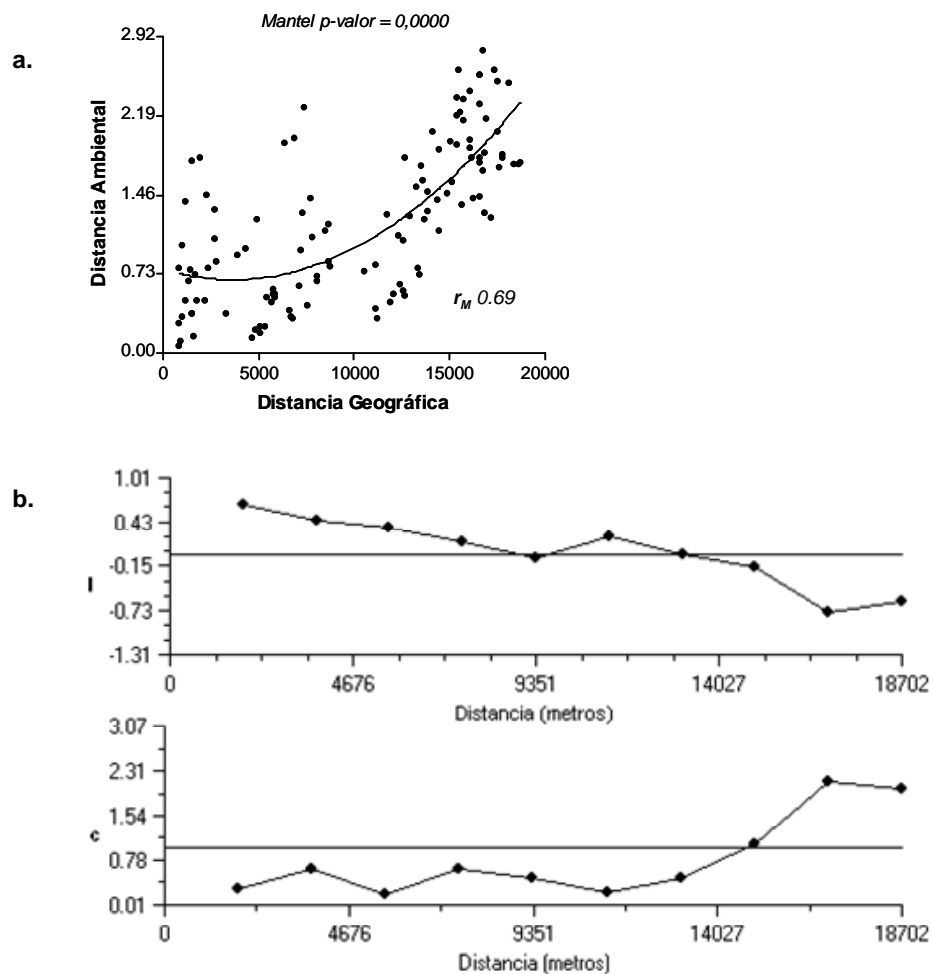 Mantel p-valor = 0,0000
a.
2.92
2.19
1.46
0.73
0.00
Distancia Ambiental
r_M 0.69
0 5000 10000 15000 20000
Distancia Geográfica
b.
1.01
0.43
-0.15
-0.73
-1.31
I
0 4676 9351 14027 18702
Distancia (metros)
3.07
2.31
1.54
0.78
0.01
c
0 4676 9351 14027 18702
Distancia (metros)